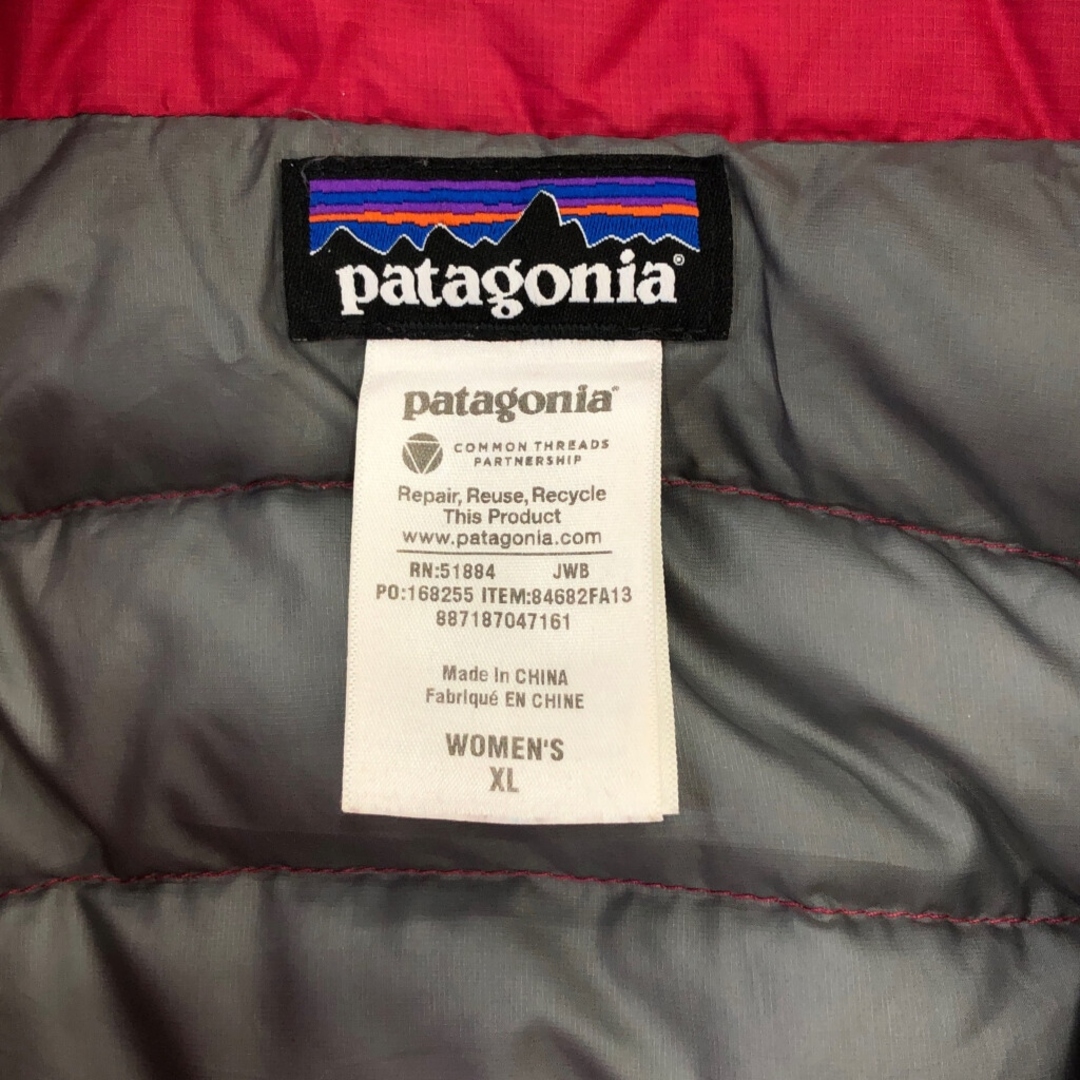 patagonia®
patagonia®
COMMON THREADS
PARTNERSHIP
Repair, Reuse, Recycle
This Product
www.patagonia.com
RN:51884 JWB
PO:168255 ITEM:84682FA13
887187047161
Made In CHINA
Fabriqué EN CHINE
WOMEN'S
XL